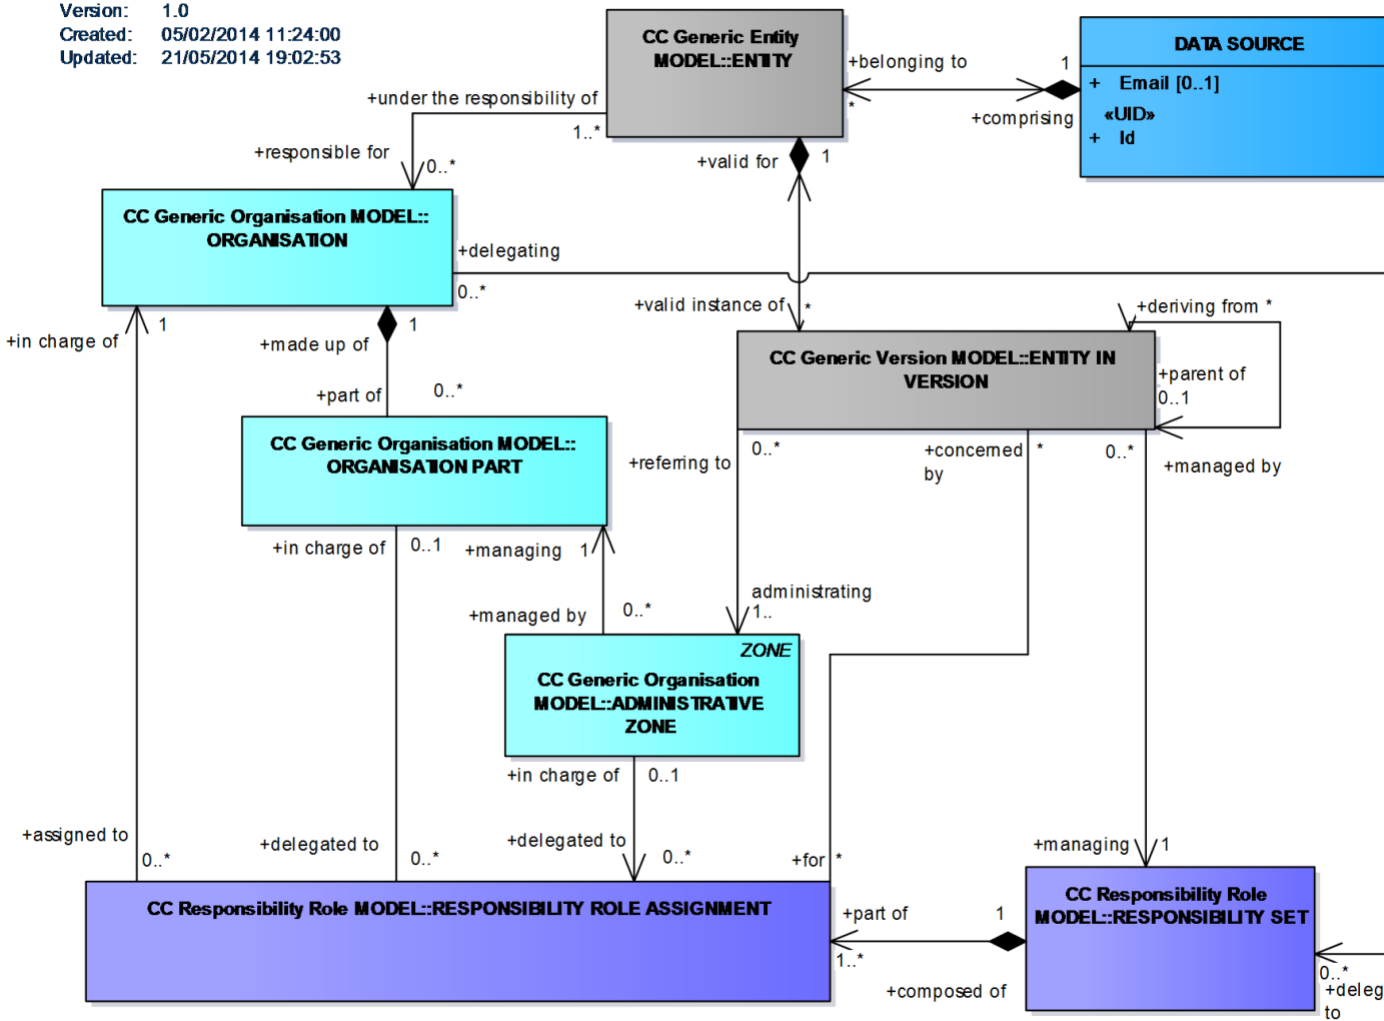 Version: 1.0
Created: 05/02/2014 11:24:00
Updated: 21/05/2014 19:02:53
CC Generic Entity
MODEL::ENTITY
+belonging to
*
1
+comprising
DATA SOURCE
+ Email [0..1]
«UID»
+ Id
+under the responsibility of
1..*
+responsible for
0..*
+valid for
1
CC Generic Organisation MODEL::
ORGANISATION
+delegating
0..*
+valid instance of
*
+deriving from *
+in charge of
1
+made up of
1
CC Generic Version MODEL::ENTITY IN
VERSION
+parent of
0..1
+part of
0..*
CC Generic Organisation MODEL::
ORGANISATION PART
+referring to
0..*
+concerned
by
*
0..*
+managed by
+in charge of
0..1
+managing
1
+managed by
0..*
administrating
1..
ZONE
CC Generic Organisation
MODEL::ADMINISTRATIVE
ZONE
+in charge of
0..1
+assigned to
0..*
+delegated to
0..*
+delegated to
0..*
+for
*
+managing
1
CC Responsibility Role MODEL::RESPONSIBILITY ROLE ASSIGNMENT
+part of
1..*
1
+composed of
CC Responsibility Role
MODEL::RESPONSIBILITY SET
0..*
+deleg
to